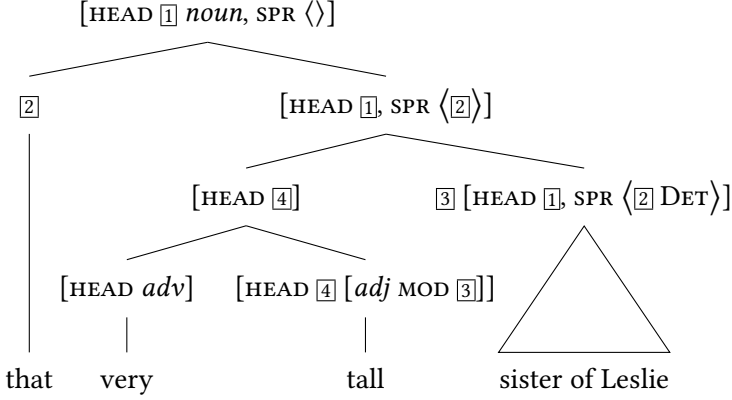 [HEAD 1 noun, SPR ⟨⟩]
2 [HEAD 1, SPR ⟨2⟩]
[HEAD 4] 3 [HEAD 1, SPR ⟨2 DET⟩]
[HEAD adv] [HEAD 4 [adj MOD 3]]
that very tall sister of Leslie